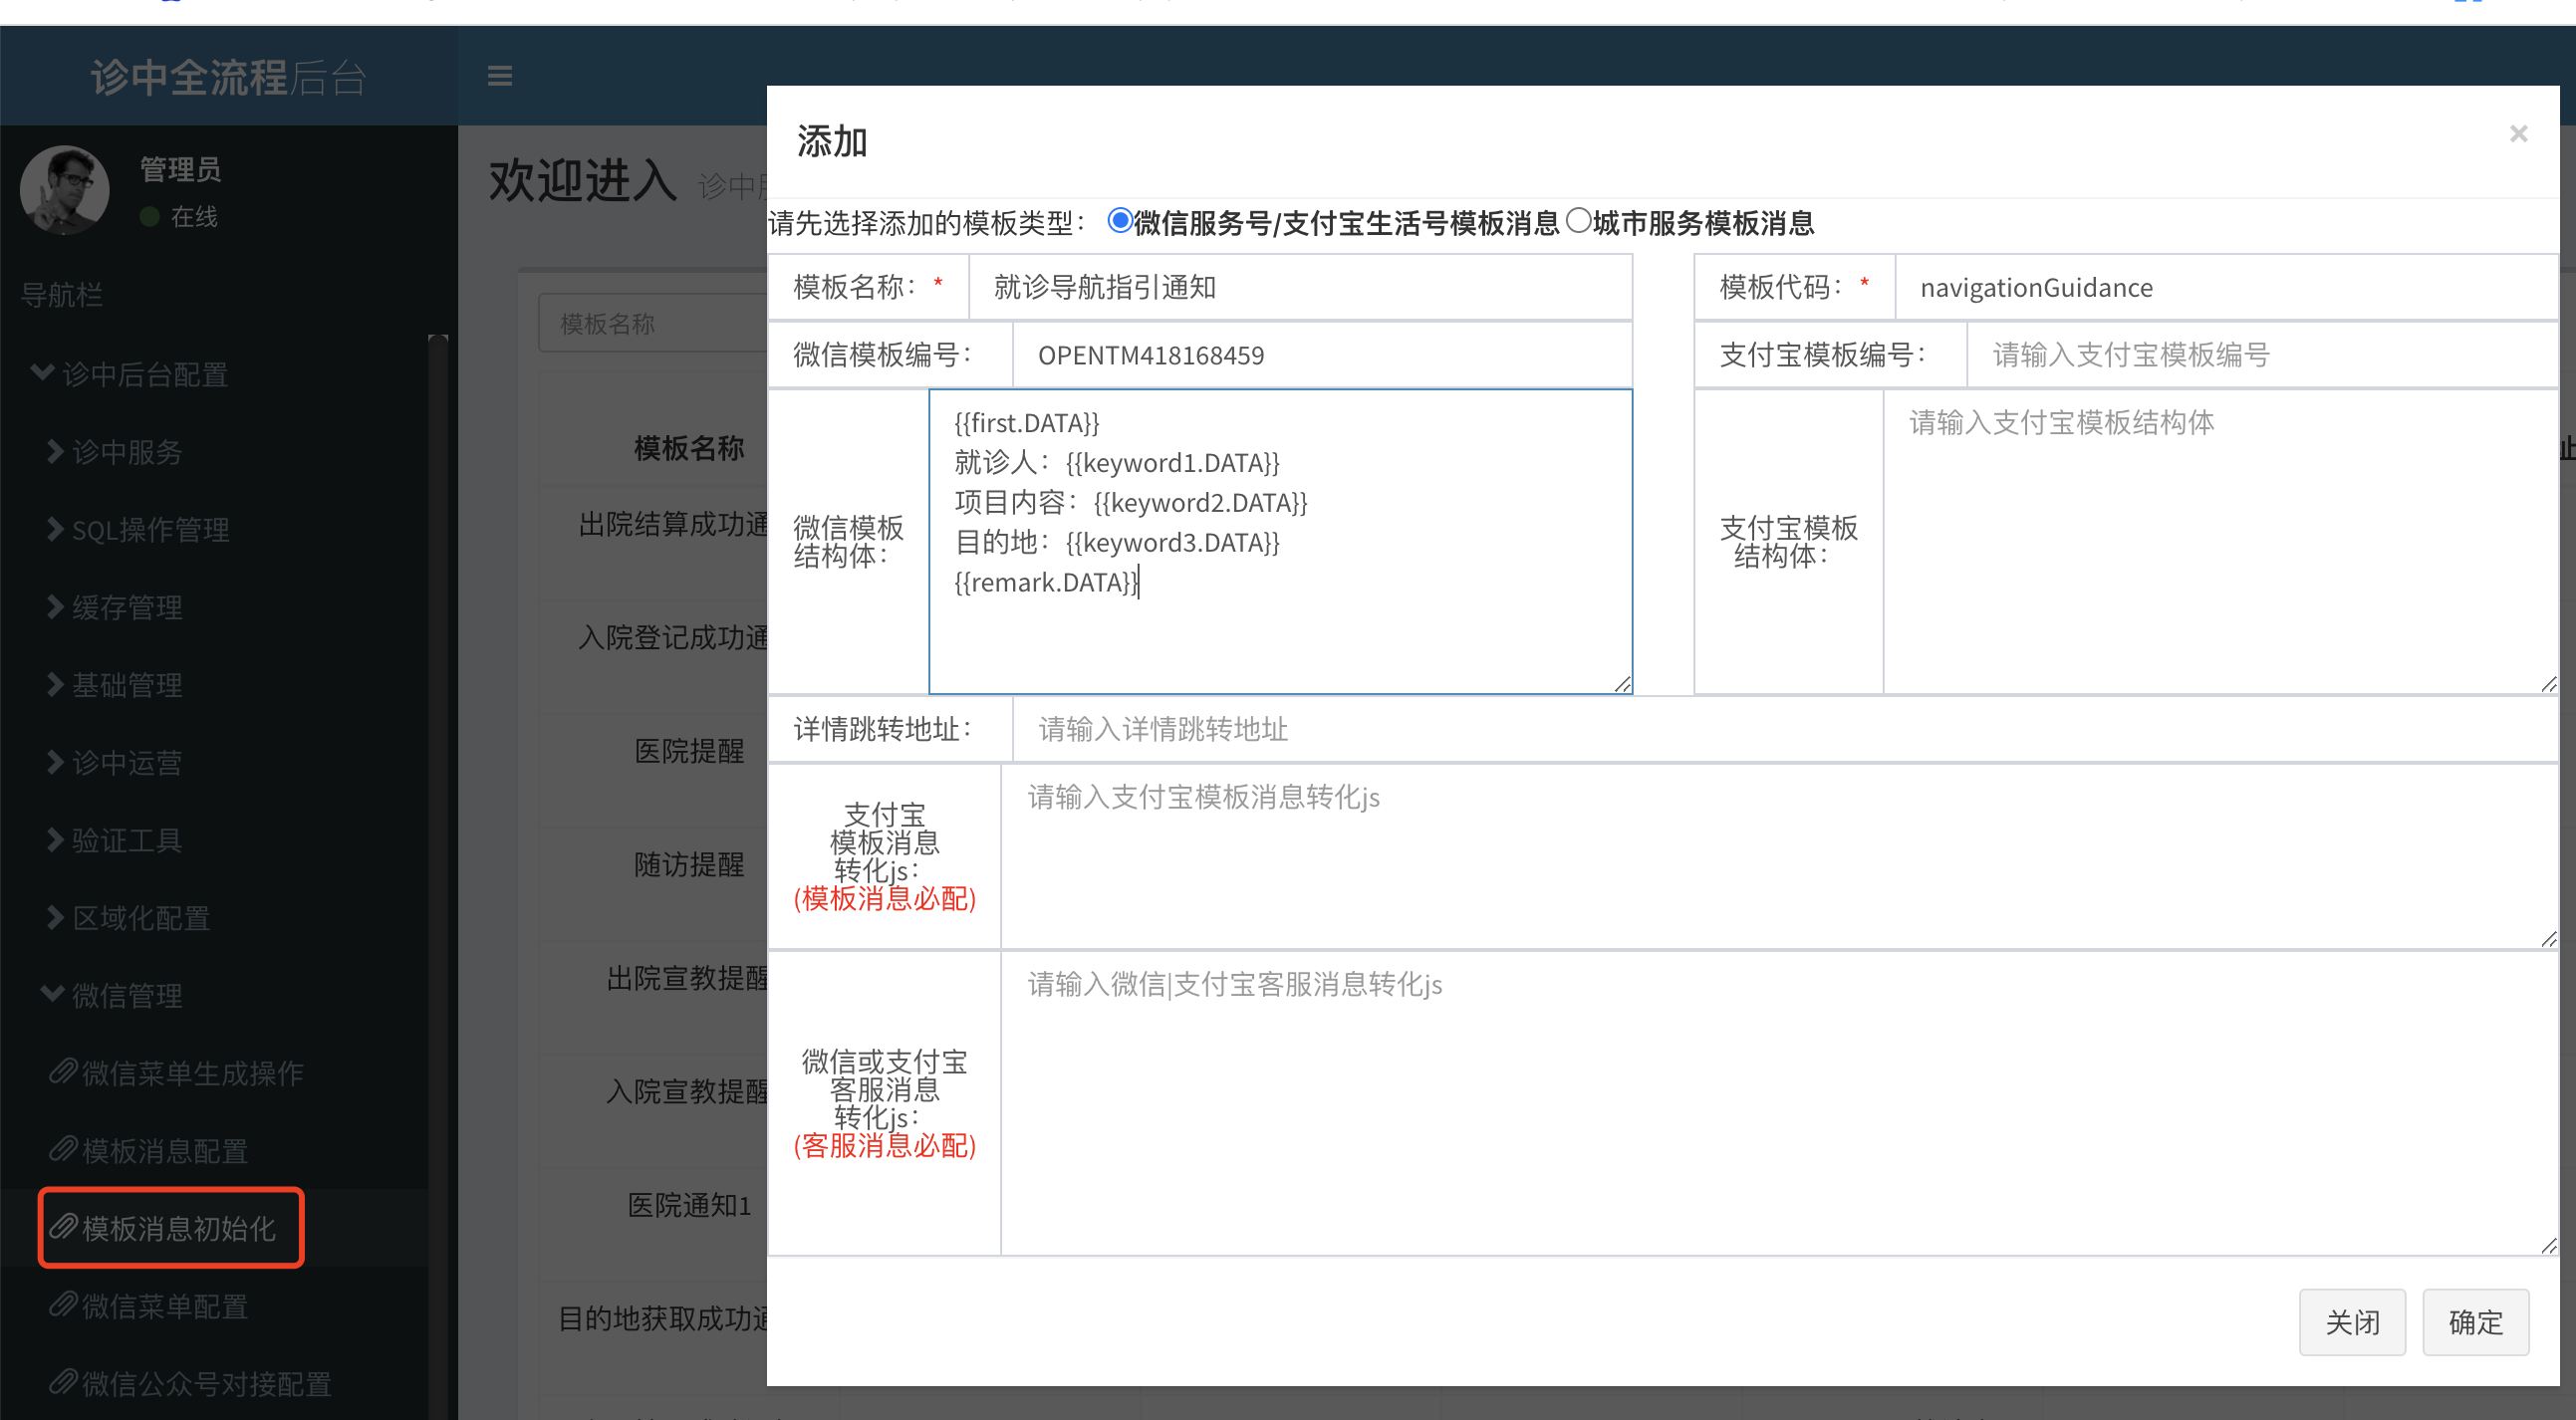 诊中全流程后台
管理员
在线
导航栏
诊中后台配置
诊中服务
SQL操作管理
缓存管理
基础管理
诊中运营
验证工具
区域化配置
微信管理
微信菜单生成操作
模板消息配置
模板消息初始化
微信菜单配置
微信公众号对接配置
欢迎进入 诊中
模板名称
模板名称
出院结算成功通
入院登记成功通
医院提醒
随访提醒
出院宣教提醒
入院宣教提醒
医院通知1
目的地获取成功通
添加
×
请先选择添加的模板类型： 微信服务号/支付宝生活号模板消息 城市服务模板消息
模板名称： * 就诊导航指引通知
模板代码： * navigationGuidance
微信模板编号： OPENTM418168459
支付宝模板编号： 请输入支付宝模板编号
微信模板
结构体：
{{first.DATA}}
就诊人：{{keyword1.DATA}}
项目内容：{{keyword2.DATA}}
目的地：{{keyword3.DATA}}
{{remark.DATA}}
支付宝模板
结构体：
请输入支付宝模板结构体
详情跳转地址： 请输入详情跳转地址
支付宝
模板消息
转化js：
(模板消息必配)
请输入支付宝模板消息转化js
微信或支付宝
客服消息
转化js：
(客服消息必配)
请输入微信|支付宝客服消息转化js
关闭
确定